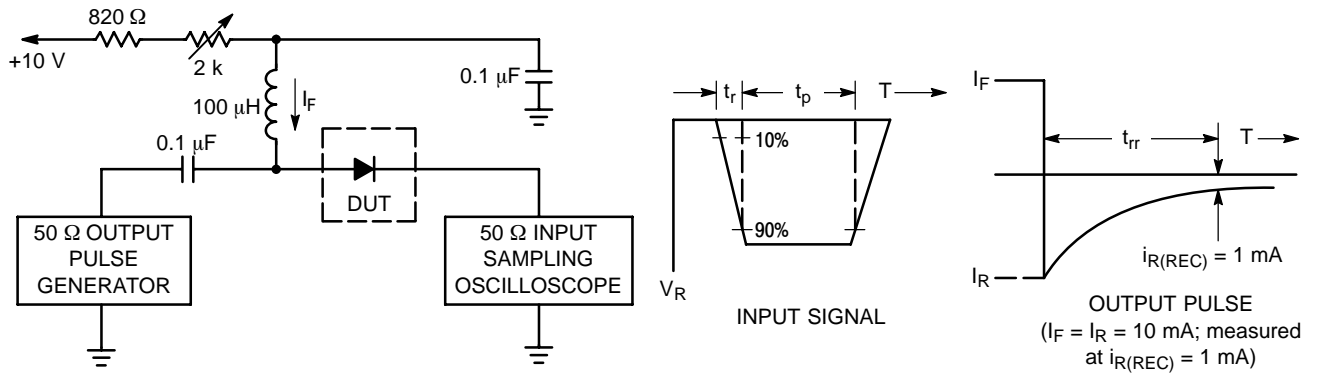 820 Ω
+10 V
2 k
100 μH
I_F
0.1 μF
0.1 μF
DUT
50 Ω OUTPUT
PULSE
GENERATOR
50 Ω INPUT
SAMPLING
OSCILLOSCOPE
t_r
t_p
T
10%
90%
V_R
INPUT SIGNAL
I_F
t_rr
T
I_R
i_R(REC) = 1 mA
OUTPUT PULSE
(I_F = I_R = 10 mA; measured
at i_R(REC) = 1 mA)